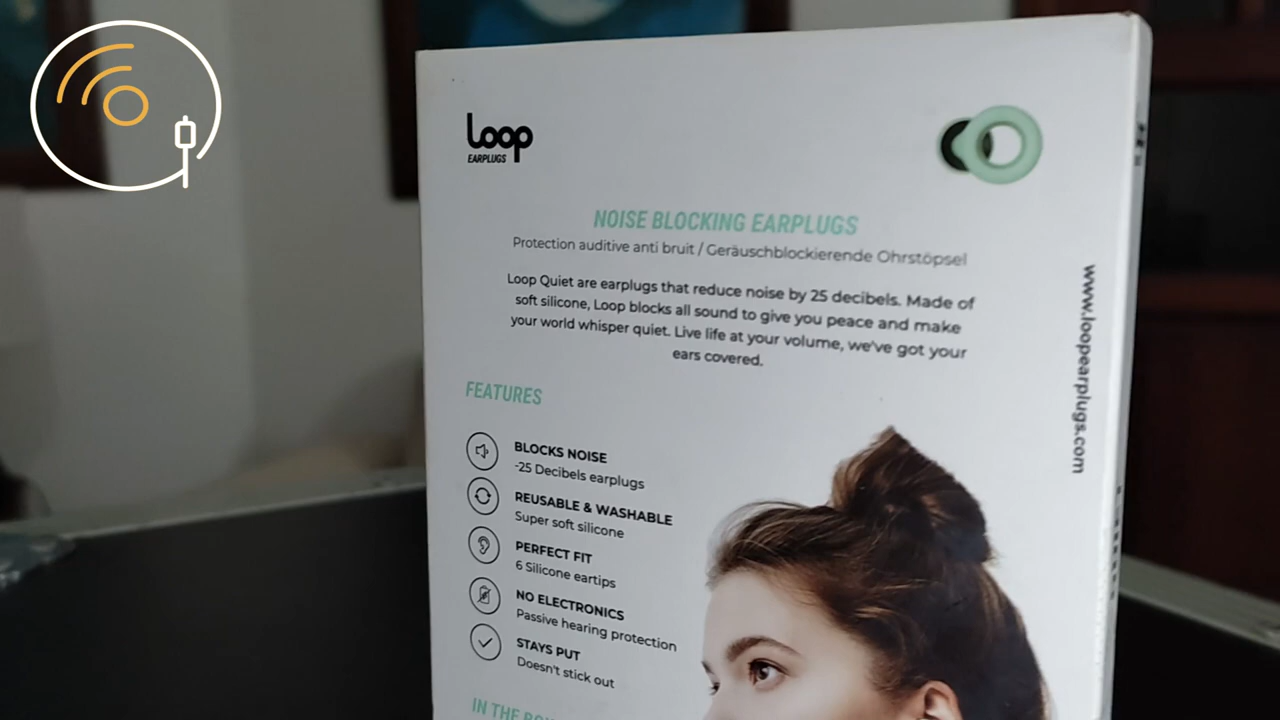 Loop
EARPLUGS
NOISE BLOCKING EARPLUGS
Protection auditive anti bruit / Geräuschblockierende Ohrstöpsel
Loop Quiet are earplugs that reduce noise by 25 decibels. Made of
soft silicone, Loop blocks all sound to give you peace and make
your world whisper quiet. Live life at your volume, we've got your
ears covered.
FEATURES
BLOCKS NOISE
-25 Decibels earplugs
REUSABLE & WASHABLE
Super soft silicone
PERFECT FIT
6 Silicone eartips
NO ELECTRONICS
Passive hearing protection
STAYS PUT
Doesn't stick out
IN THE
www.loopearplugs.com